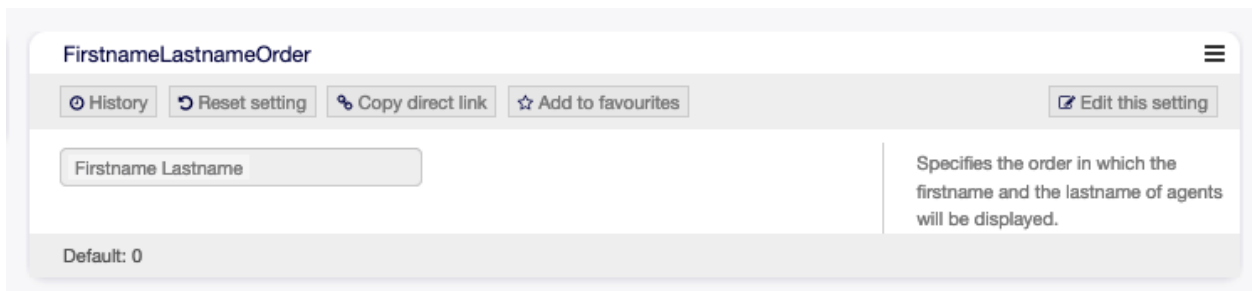 FirstnameLastnameOrder
History Reset setting Copy direct link Add to favourites Edit this setting
Firstname Lastname
Specifies the order in which the
firstname and the lastname of agents
will be displayed.
Default: 0